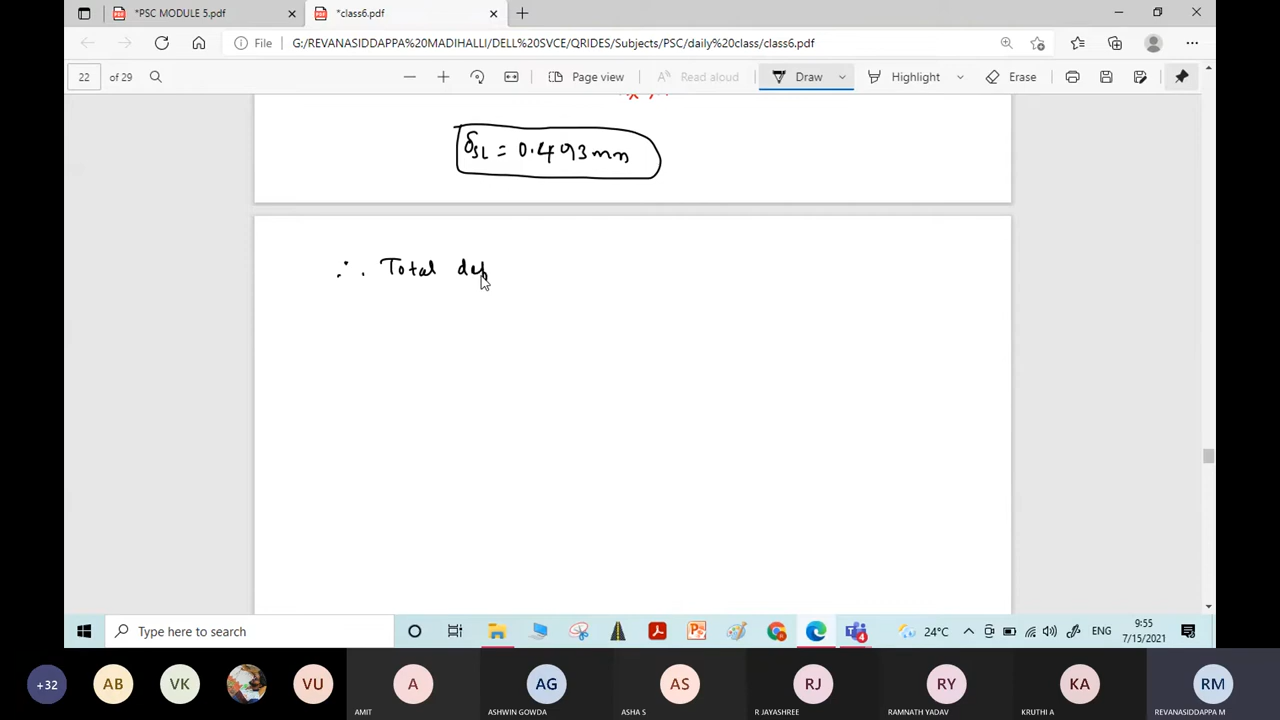 *PSC MODULE 5.pdf
*class6.pdf
File
G:/REVANASIDDAPPA%20MADIHALLI/DELL%20SVCE/QRIDES/Subjects/PSC/daily%20class/class6.pdf
22 of 29
Page view
Read aloud
Draw
Highlight
Erase
δSL = 0.493mm
∴ Total def
Type here to search
24°C
ENG
9:55
7/15/2021
4
+32
AB
VK
VU
A
AMIT
AG
ASHWIN GOWDA
AS
ASHA S
RJ
R JAYASHREE
RY
RAMNATH YADAV
KA
KRUTHI A
RM
REVANASIDDAPPA M